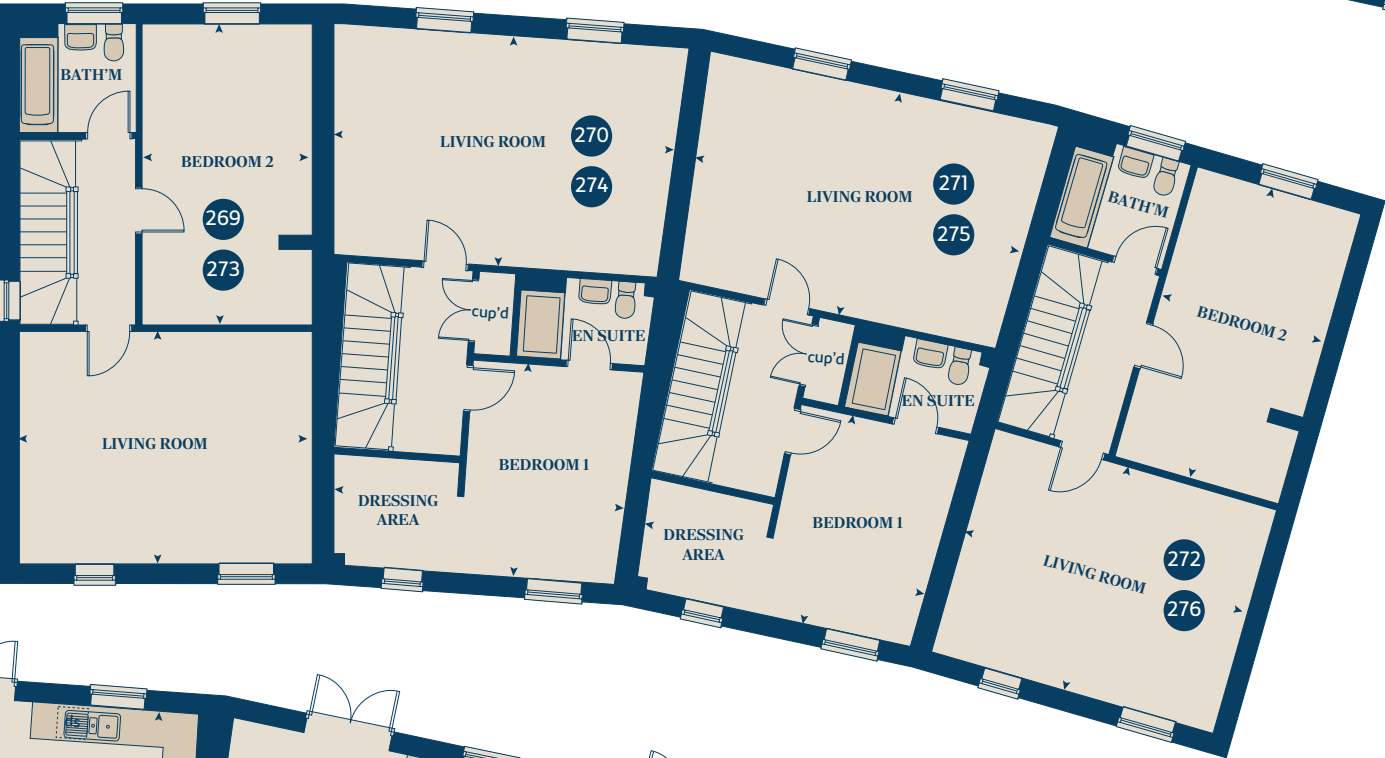 BATH'M
BEDROOM 2
269
273
LIVING ROOM
LIVING ROOM
270
274
cup'd
EN SUITE
BEDROOM 1
DRESSING
AREA
LIVING ROOM
271
275
cup'd
EN SUITE
BEDROOM 1
DRESSING
AREA
BATH'M
BEDROOM 2
LIVING ROOM
272
276